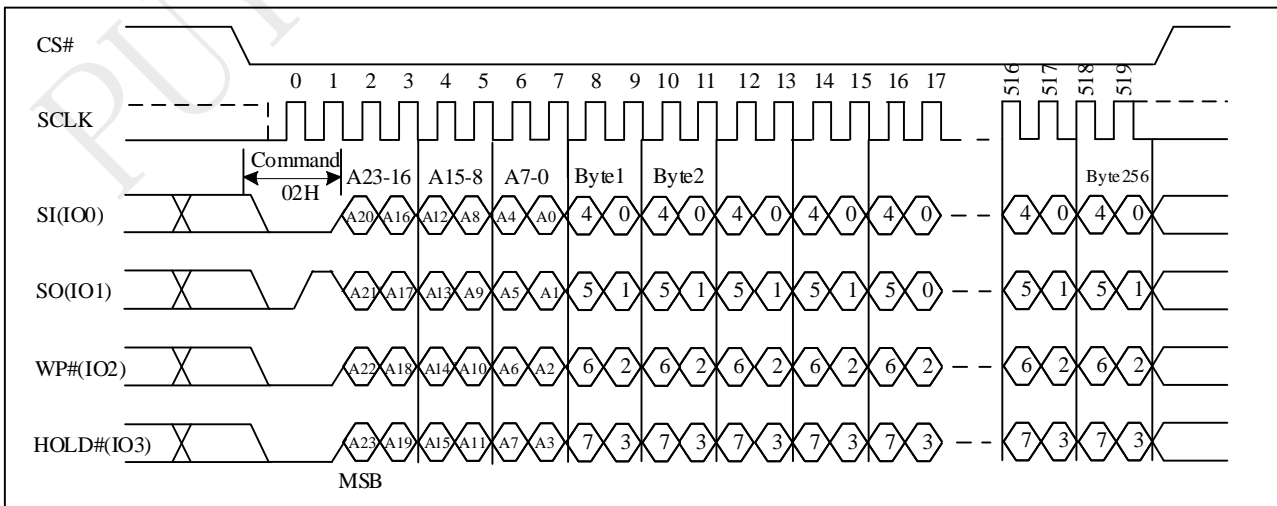 PUY
CS#
0 1 2 3 4 5 6 7 8 9 10 11 12 13 14 15 16 17 516 517 518 519
SCLK
Command
02H
A23-16 A15-8 A7-0 Byte1 Byte2 Byte256
SI(IO0) A20 A16 A12 A8 A4 A0 4 0 4 0 4 0 4 0 4 0 4 0 4 0
SO(IO1) A21 A17 A13 A9 A5 A1 5 1 5 1 5 1 5 1 5 0 5 1 5 1
WP#(IO2) A22 A18 A14 A10 A6 A2 6 2 6 2 6 2 6 2 6 2 6 2 6 2
HOLD#(IO3) A23 A19 A15 A11 A7 A3 7 3 7 3 7 3 7 3 7 3 7 3 7 3
MSB